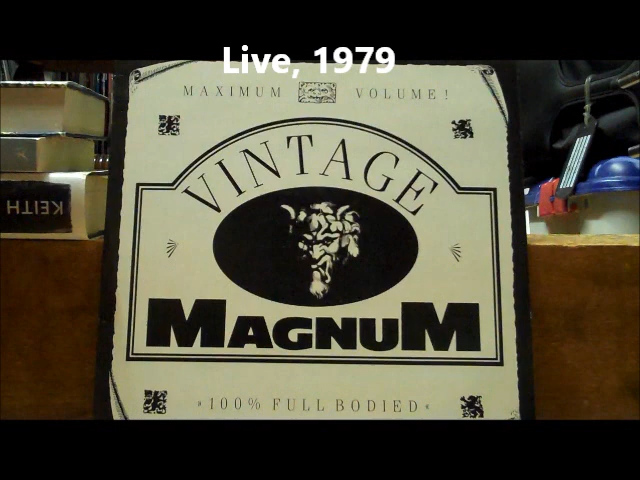 Live, 1979
MAXIMUM VOLUME!
VINTAGE
MAGNUM
"100% FULL BODIED"
KEITH